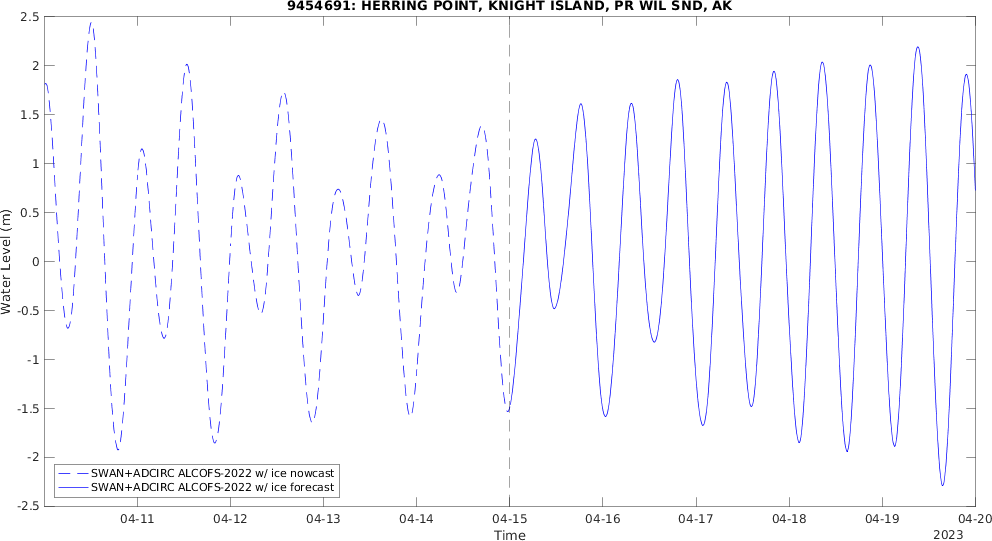 9454691: HERRING POINT, KNIGHT ISLAND, PR WIL SND, AK
2.5
2
1.5
1
0.5
0
-0.5
-1
-1.5
-2
-2.5
Water Level (m)
SWAN+ADCIRC ALCOFS-2022 w/ ice nowcast
SWAN+ADCIRC ALCOFS-2022 w/ ice forecast
04-11 04-12 04-13 04-14 04-15 04-16 04-17 04-18 04-19 04-20
Time
2023